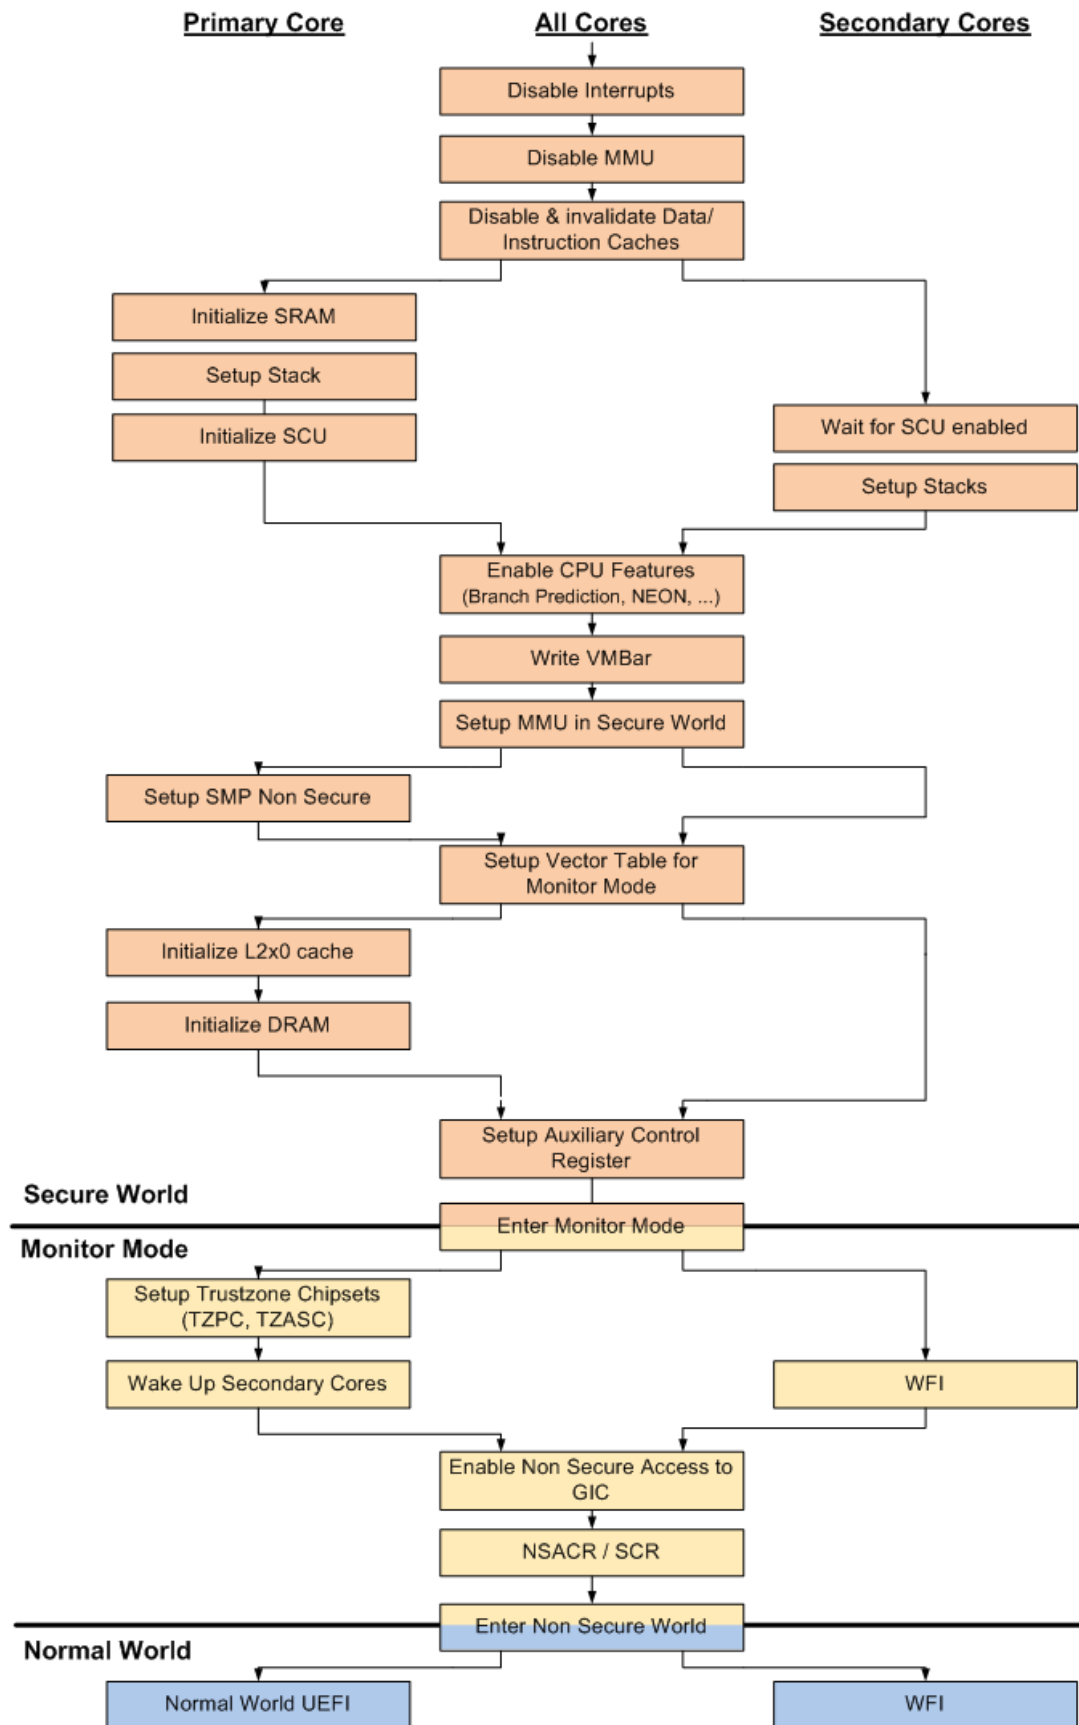 Primary Core
All Cores
Secondary Cores
Disable Interrupts
Disable MMU
Disable & invalidate Data/
Instruction Caches
Initialize SRAM
Setup Stack
Initialize SCU
Wait for SCU enabled
Setup Stacks
Enable CPU Features
(Branch Prediction, NEON, ...)
Write VMBar
Setup MMU in Secure World
Setup SMP Non Secure
Setup Vector Table for
Monitor Mode
Initialize L2x0 cache
Initialize DRAM
Setup Auxiliary Control
Register
Secure World
Enter Monitor Mode
Monitor Mode
Setup Trustzone Chipsets
(TZPC, TZASC)
Wake Up Secondary Cores
WFI
Enable Non Secure Access to
GIC
NSACR / SCR
Enter Non Secure World
Normal World
Normal World UEFI
WFI